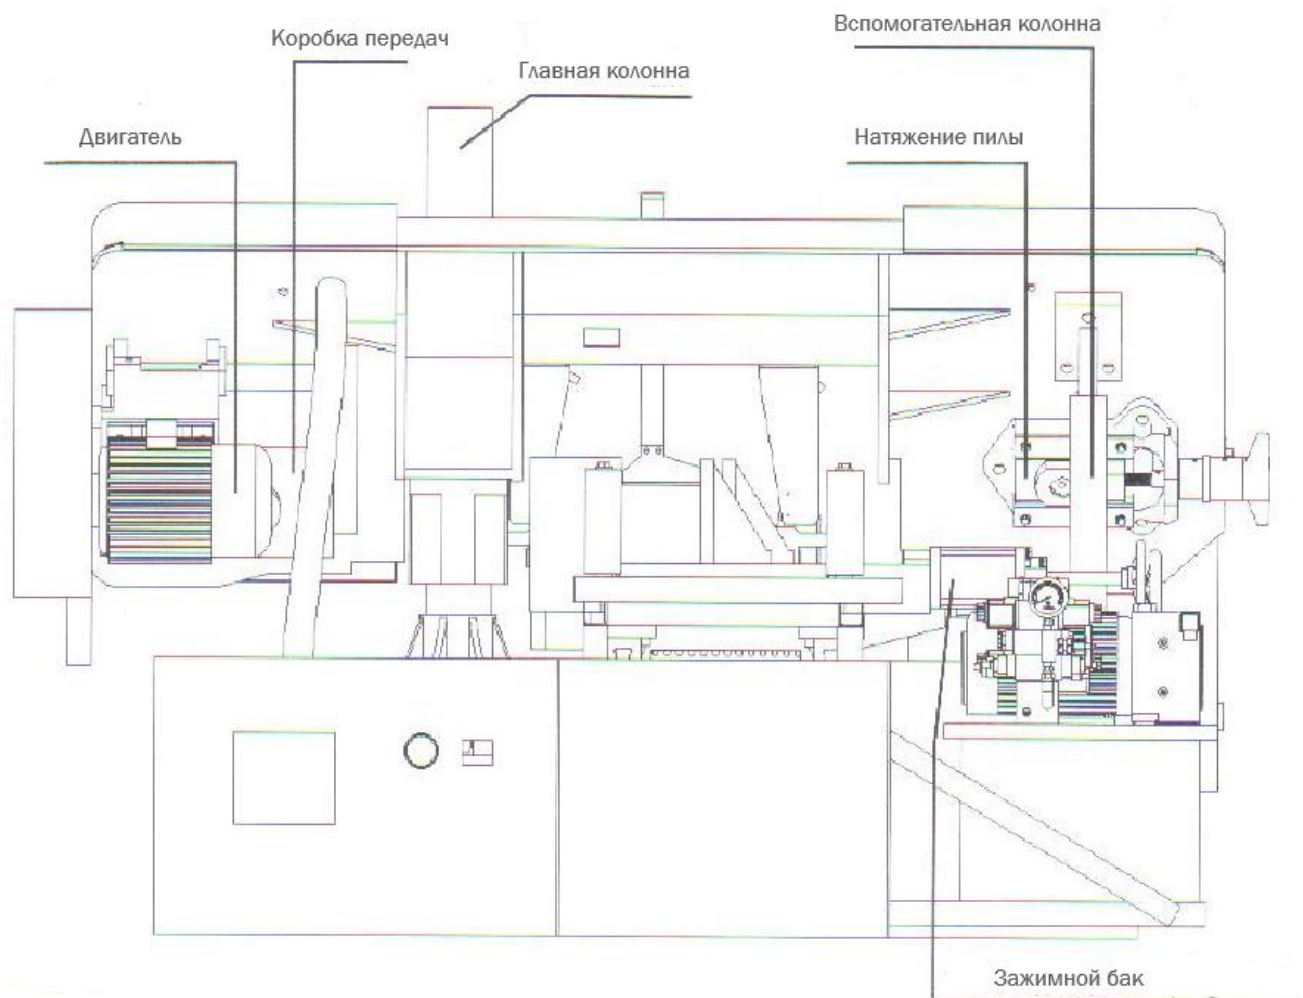 Вспомогательная колонна
Коробка передач
Главная колонна
Двигатель
Натяжение пилы
Зажимной бак